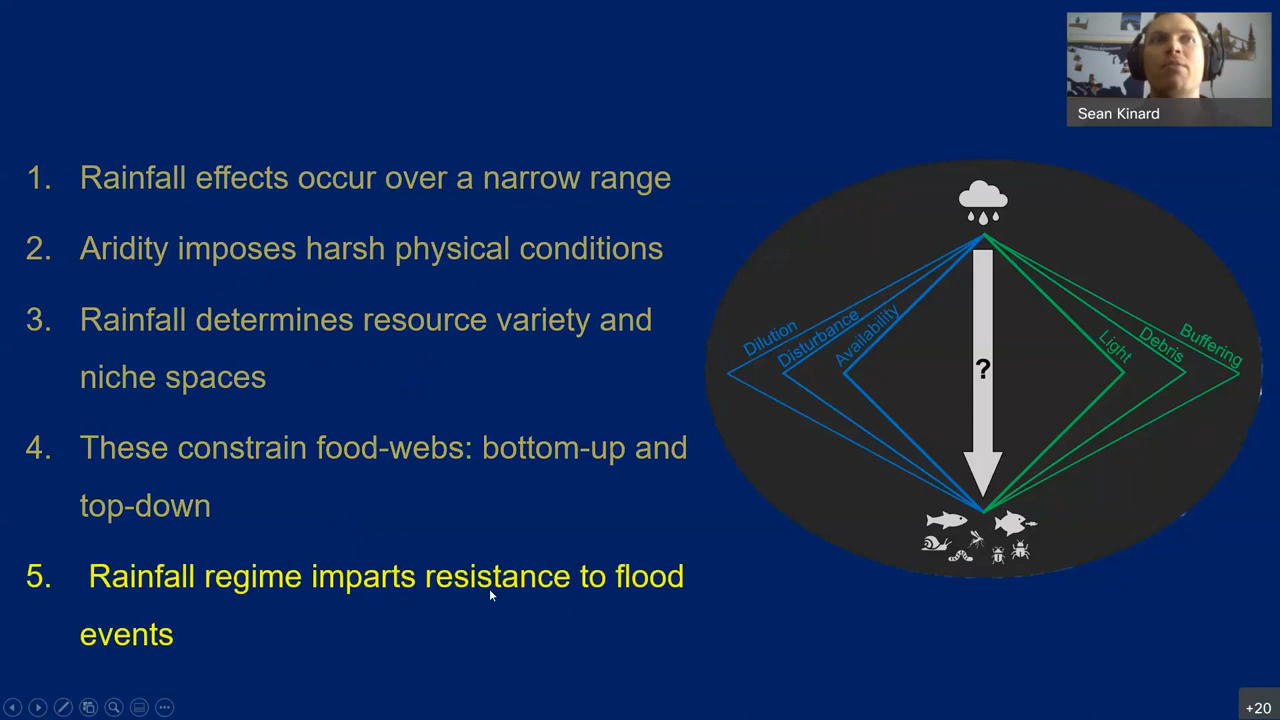 Sean Kinard
1. Rainfall effects occur over a narrow range
2. Aridity imposes harsh physical conditions
3. Rainfall determines resource variety and
niche spaces
4. These constrain food-webs: bottom-up and
top-down
5. Rainfall regime imparts resistance to flood
events
Dilution
Disturbance
Availability
?
Light
Debris
Buffering
+20